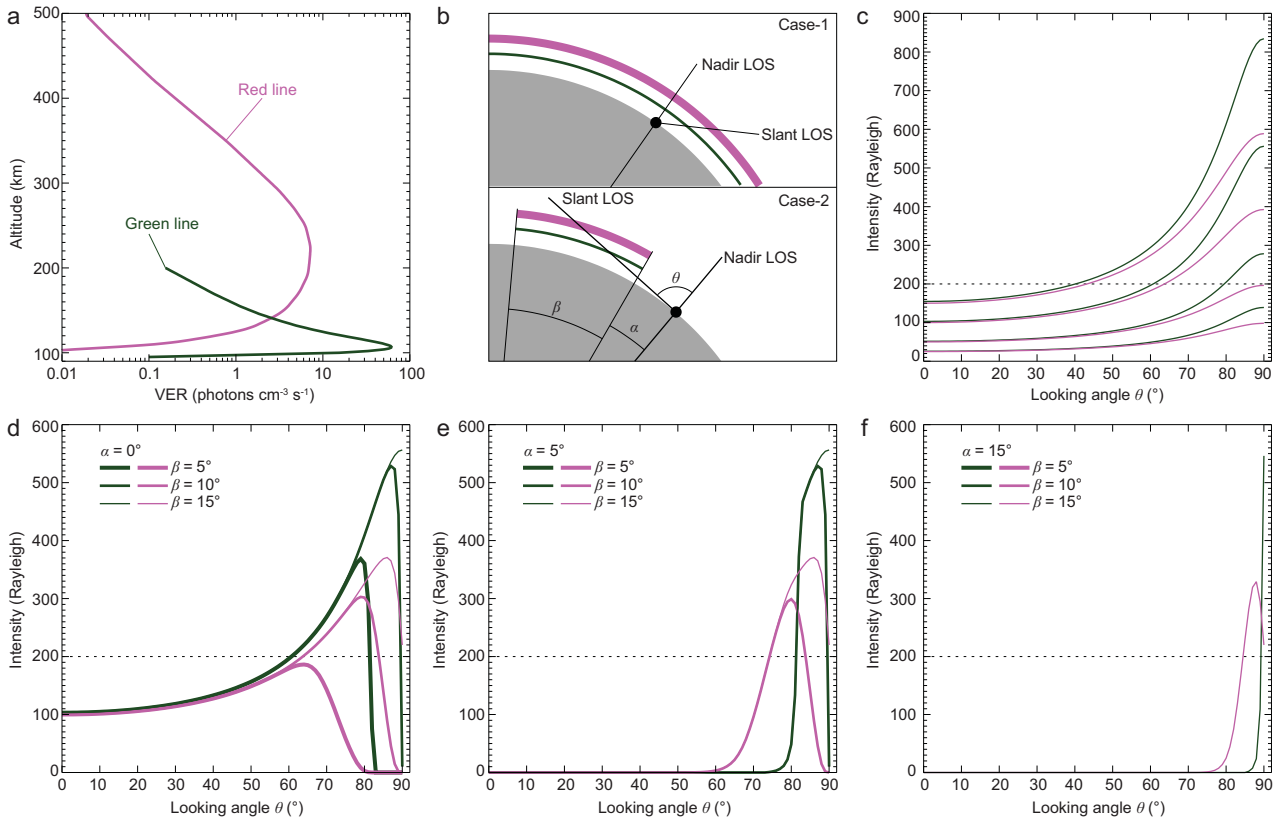 a
500
400
300
200
100
Altitude (km)
0.01
0.1
1
10
100
VER (photons cm⁻³ s⁻¹)
Red line
Green line
b
Case-1
Nadir LOS
Slant LOS
Case-2
Slant LOS
Nadir LOS
θ
β
α
c
900
800
700
600
500
400
300
200
100
0
Intensity (Rayleigh)
0 10 20 30 40 50 60 70 80 90
Looking angle θ (°)
d
600
500
400
300
200
100
0
Intensity (Rayleigh)
α = 0°
β = 5°
β = 10°
β = 15°
0 10 20 30 40 50 60 70 80 90
Looking angle θ (°)
e
600
500
400
300
200
100
0
Intensity (Rayleigh)
α = 5°
β = 5°
β = 10°
β = 15°
0 10 20 30 40 50 60 70 80 90
Looking angle θ (°)
f
600
500
400
300
200
100
0
Intensity (Rayleigh)
α = 15°
β = 5°
β = 10°
β = 15°
0 10 20 30 40 50 60 70 80 90
Looking angle θ (°)